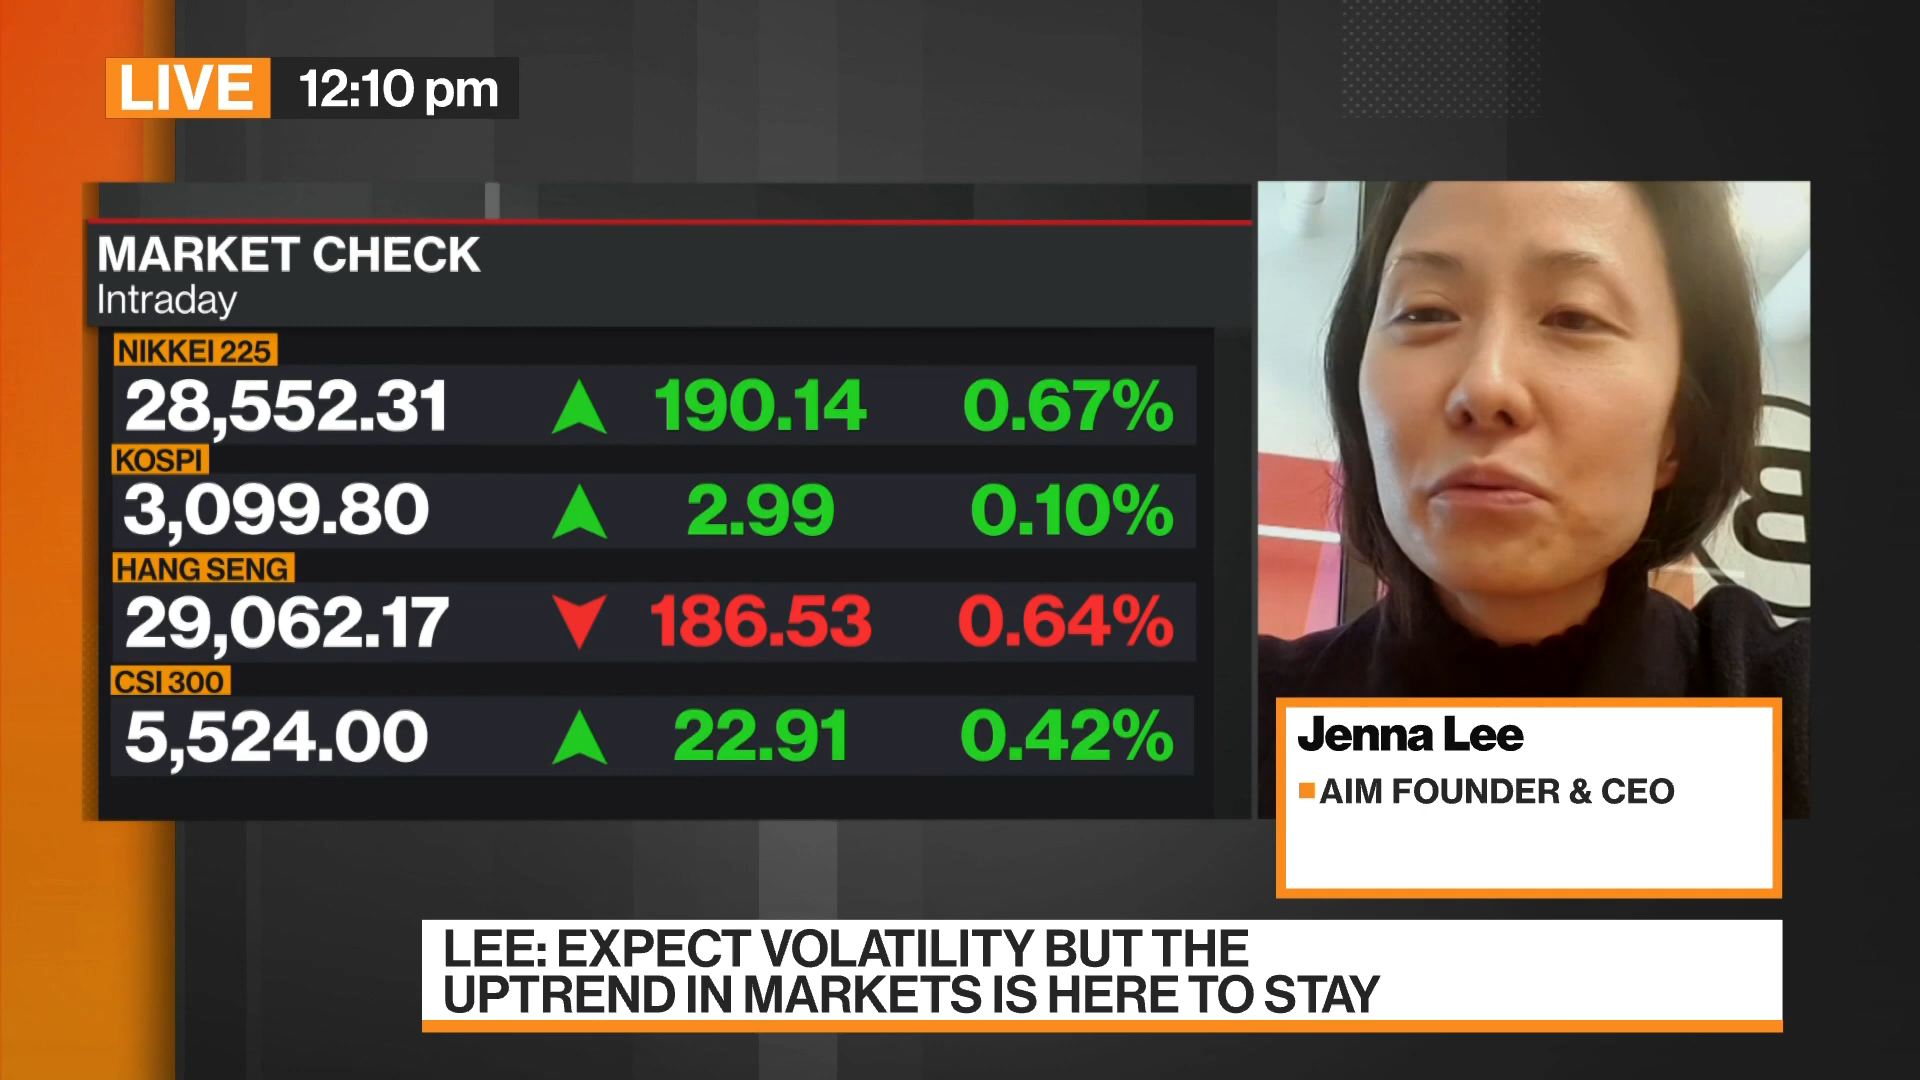 LIVE 12:10 pm
MARKET CHECK
Intraday
NIKKEI 225
28,552.31 190.14 0.67%
KOSPI
3,099.80 2.99 0.10%
HANG SENG
29,062.17 186.53 0.64%
CSI 300
5,524.00 22.91 0.42%
Jenna Lee
AIM FOUNDER & CEO
LEE: EXPECT VOLATILITY BUT THE
UPTREND IN MARKETS IS HERE TO STAY